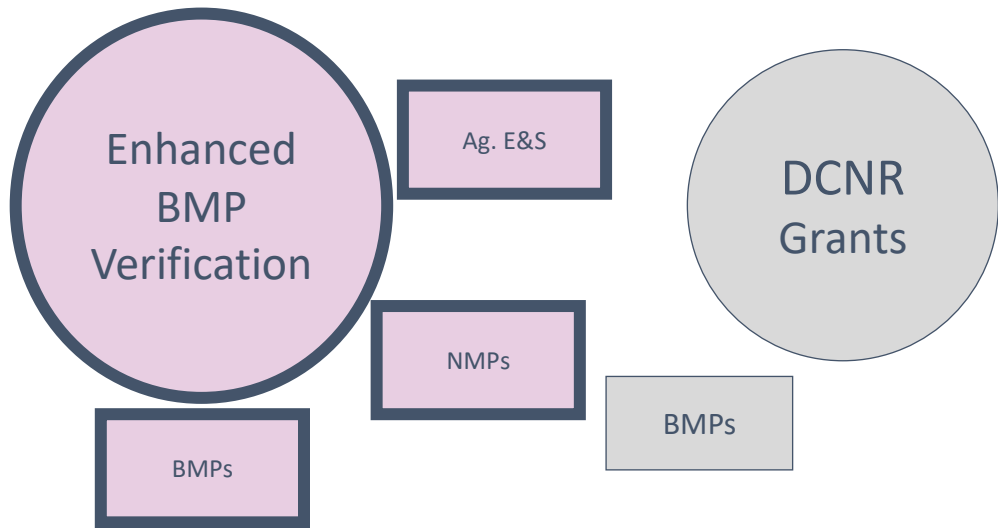 Enhanced
BMP
Verification
Ag. E&S
DCNR
Grants
NMPs
BMPs
BMPs